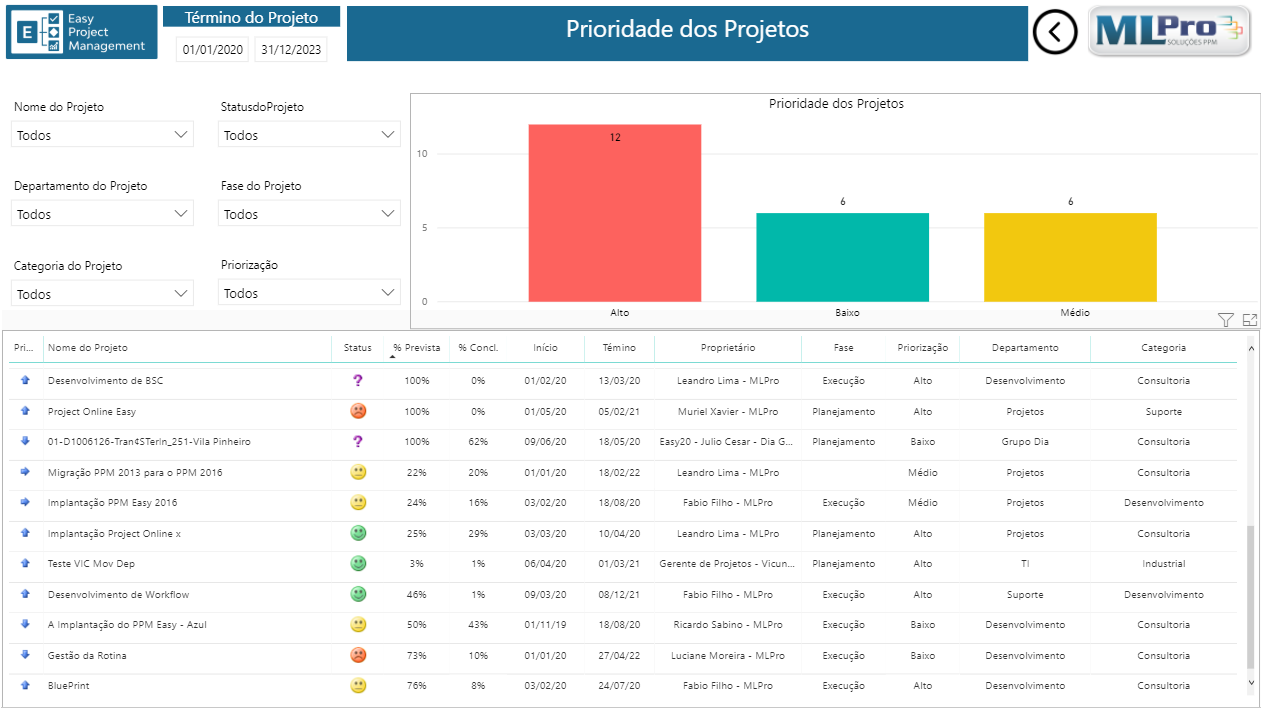 Easy
Project
Management
E
Término do Projeto
01/01/2020 31/12/2023
Prioridade dos Projetos
MLPro
SOLUÇÕES PPM
Nome do Projeto
Todos
StatusdoProjeto
Todos
Departamento do Projeto
Todos
Fase do Projeto
Todos
Categoria do Projeto
Todos
Priorização
Todos
Prioridade dos Projetos
10
5
0
12
6
6
Alto Baixo Médio
Pri... Nome do Projeto Status % Prevista % Concl. Início Témino Proprietário Fase Priorização Departamento Categoria
Desenvolvimento de BSC ? 100% 0% 01/02/20 13/03/20 Leandro Lima - MLPro Execução Alto Desenvolvimento Consultoria
Project Online Easy 100% 0% 01/05/20 05/02/21 Muriel Xavier - MLPro Planejamento Alto Projetos Suporte
01-D1006126-Tran¢STerIn_251-Vila Pinheiro ? 100% 62% 09/06/20 18/05/20 Easy20 - Julio Cesar - Dia G... Planejamento Baixo Grupo Dia Consultoria
Migração PPM 2013 para o PPM 2016 22% 20% 01/01/20 18/02/22 Leandro Lima - MLPro Médio Projetos Consultoria
Implantação PPM Easy 2016 24% 16% 03/02/20 18/08/20 Fabio Filho - MLPro Execução Médio Projetos Desenvolvimento
Implantação Project Online x 25% 29% 03/03/20 10/04/20 Leandro Lima - MLPro Planejamento Alto Projetos Consultoria
Teste VIC Mov Dep 3% 1% 06/04/20 01/03/21 Gerente de Projetos - Vicun... Planejamento Alto TI Industrial
Desenvolvimento de Workflow 46% 1% 09/03/20 08/12/21 Fabio Filho - MLPro Execução Alto Suporte Desenvolvimento
A Implantação do PPM Easy - Azul 50% 43% 01/11/19 18/08/20 Ricardo Sabino - MLPro Execução Baixo Desenvolvimento Consultoria
Gestão da Rotina 73% 10% 01/01/20 27/04/22 Luciane Moreira - MLPro Execução Baixo Desenvolvimento Consultoria
BluePrint 76% 8% 03/02/20 24/07/20 Fabio Filho - MLPro Execução Alto Desenvolvimento Consultoria